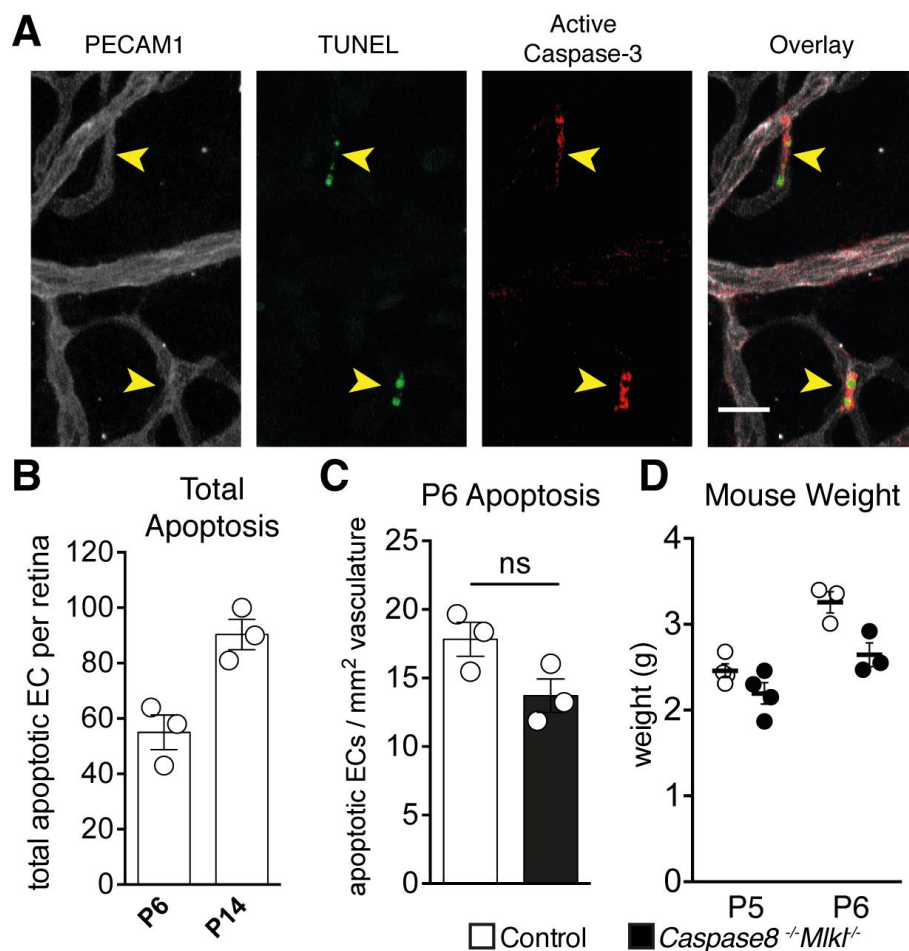 A
PECAM1
TUNEL
Active
Caspase-3
Overlay
B
Total
Apoptosis
total apoptotic EC per retina
120
100
80
60
40
20
0
P6
P14
C
P6 Apoptosis
apoptotic ECs / mm² vasculature
25
20
15
10
5
0
ns
D
Mouse Weight
weight (g)
4
3
2
1
0
P5
P6
Control
Caspase8 -/-Mlkl-/-